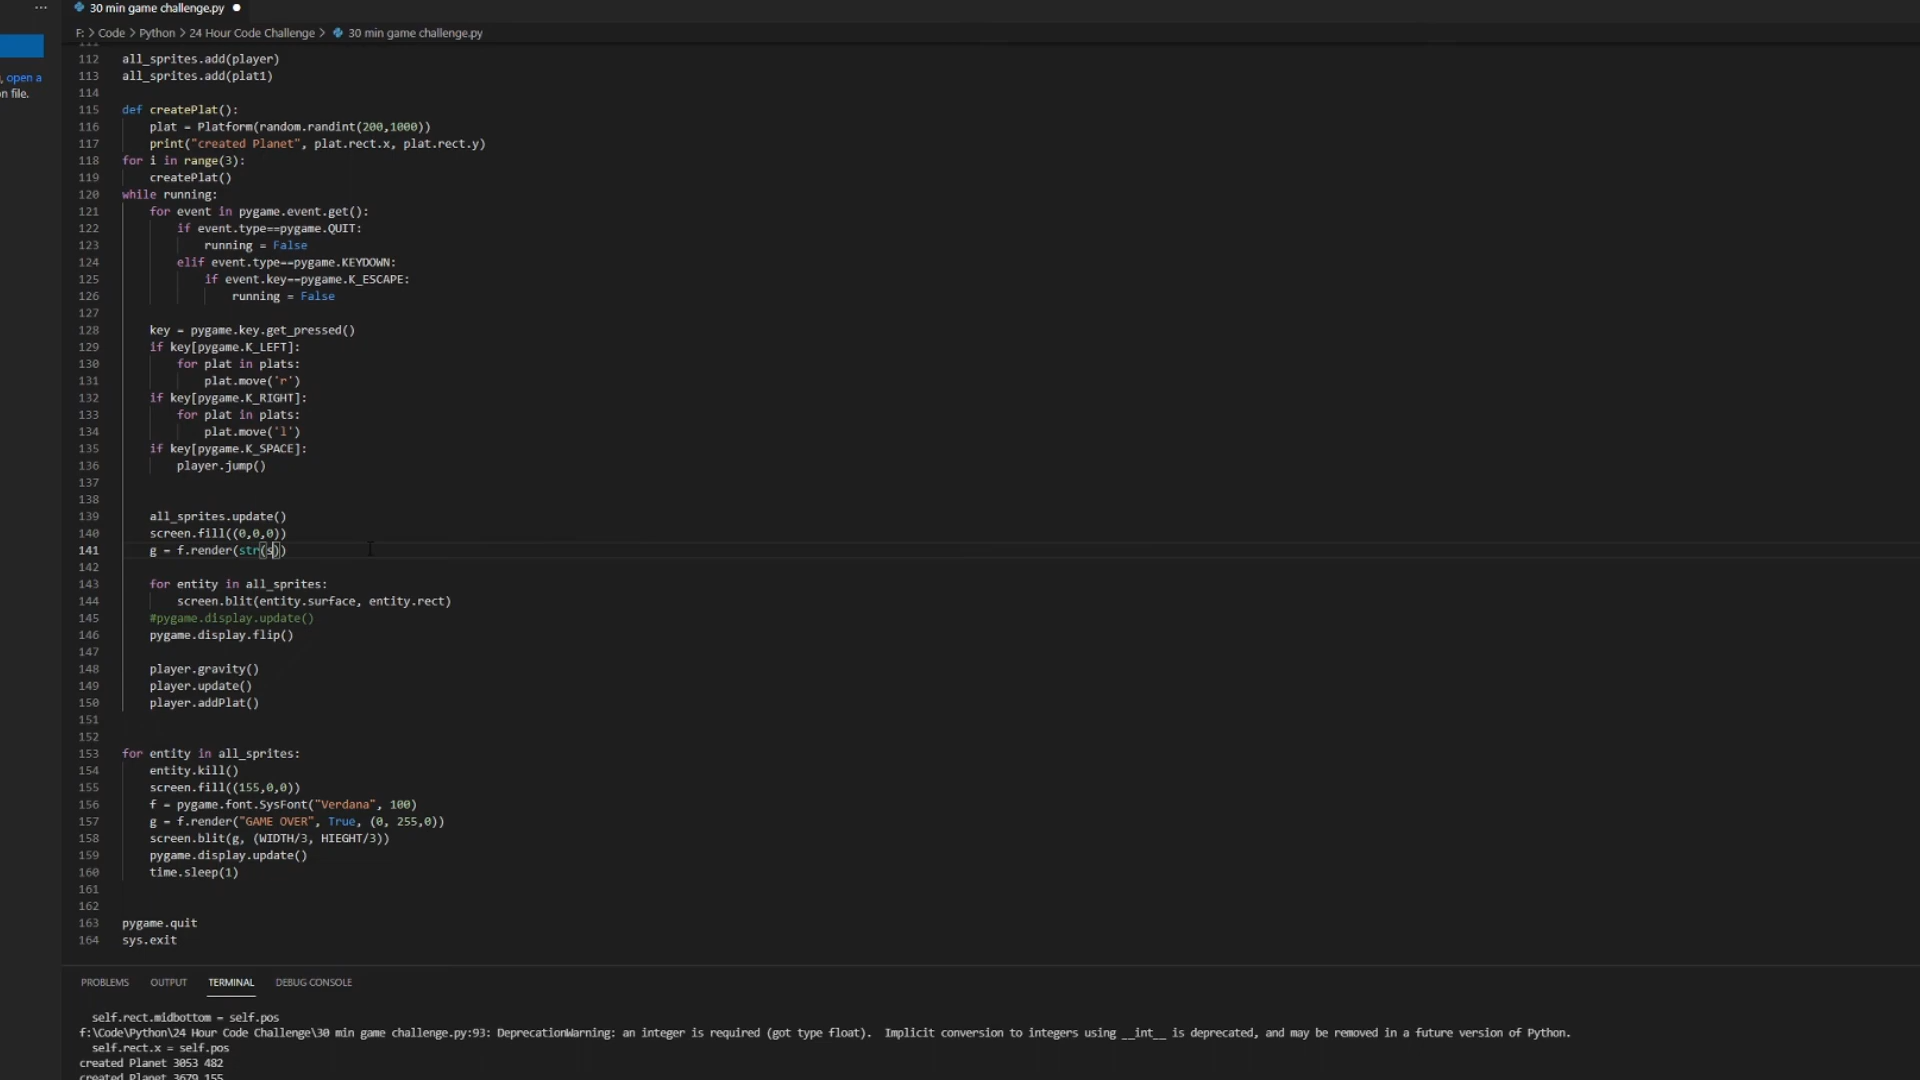 ... 30 min game challenge.py ●
F: > Code > Python > 24 Hour Code Challenge > 30 min game challenge.py
, open a
n file.
111
112 all_sprites.add(player)
113 all_sprites.add(plat1)
114
115 def createPlat():
116     plat = Platform(random.randint(200,1000))
117     print("created Planet", plat.rect.x, plat.rect.y)
118 for i in range(3):
119     createPlat()
120 while running:
121     for event in pygame.event.get():
122         if event.type==pygame.QUIT:
123             running = False
124         elif event.type==pygame.KEYDOWN:
125             if event.key==pygame.K_ESCAPE:
126                 running = False
127
128     key = pygame.key.get_pressed()
129     if key[pygame.K_LEFT]:
130         for plat in plats:
131             plat.move('r')
132     if key[pygame.K_RIGHT]:
133         for plat in plats:
134             plat.move('l')
135     if key[pygame.K_SPACE]:
136         player.jump()
137
138
139     all_sprites.update()
140     screen.fill((0,0,0))
141     g = f.render(str(s))
142
143     for entity in all_sprites:
144         screen.blit(entity.surface, entity.rect)
145     #pygame.display.update()
146     pygame.display.flip()
147
148     player.gravity()
149     player.update()
150     player.addPlat()
151
152
153 for entity in all_sprites:
154     entity.kill()
155     screen.fill((155,0,0))
156     f = pygame.font.SysFont("Verdana", 100)
157     g = f.render("GAME OVER", True, (0, 255,0))
158     screen.blit(g, (WIDTH/3, HIEGHT/3))
159     pygame.display.update()
160     time.sleep(1)
161
162
163 pygame.quit
164 sys.exit
PROBLEMS OUTPUT TERMINAL DEBUG CONSOLE
self.rect.midbottom = self.pos
f:\Code\Python\24 Hour Code Challenge\30 min game challenge.py:93: DeprecationWarning: an integer is required (got type float).  Implicit conversion to integers using __int__ is deprecated, and may be removed in a future version of Python.
self.rect.x = self.pos
created Planet 3053 482
created Planet 3679 155